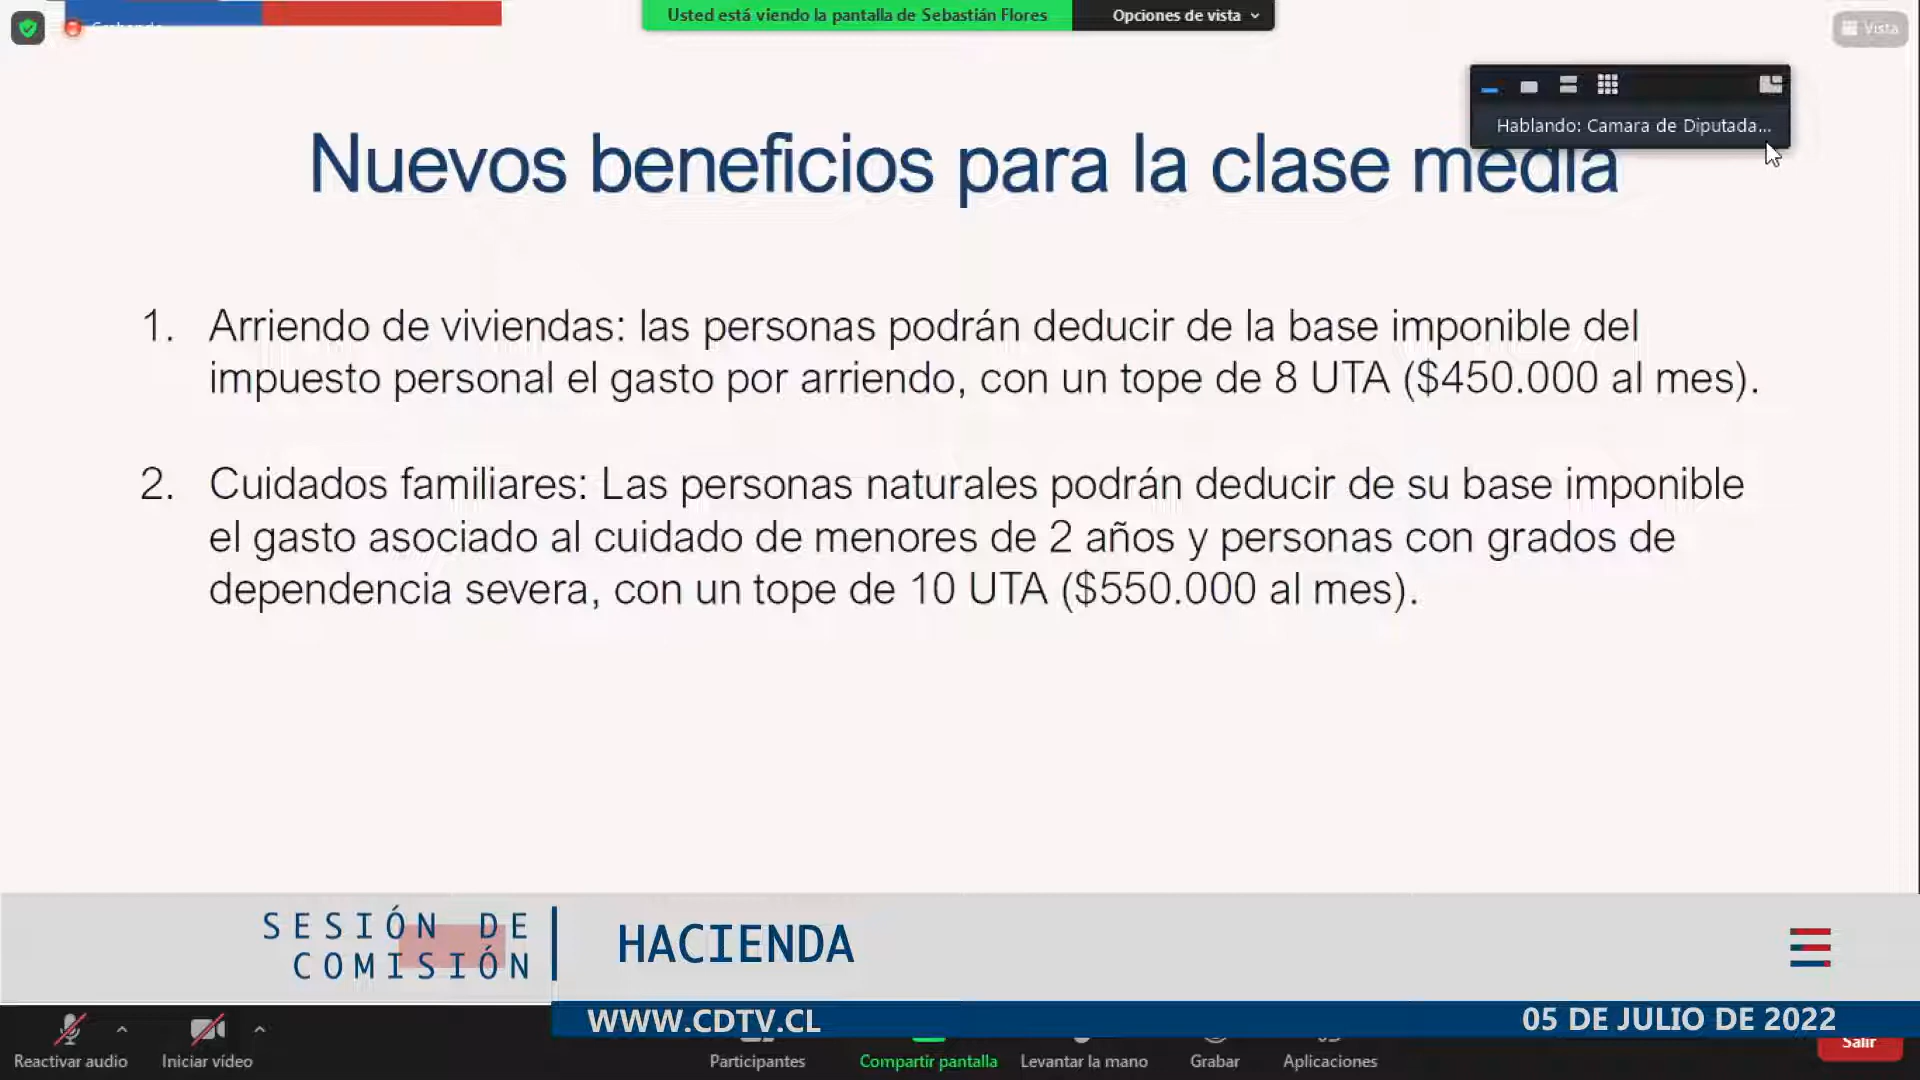 Usted está viendo la pantalla de Sebastián Flores
Opciones de vista
Vista
Hablando: Camara de Diputada...
Nuevos beneficios para la clase media
1. Arriendo de viviendas: las personas podrán deducir de la base imponible del
impuesto personal el gasto por arriendo, con un tope de 8 UTA ($450.000 al mes).
2. Cuidados familiares: Las personas naturales podrán deducir de su base imponible
el gasto asociado al cuidado de menores de 2 años y personas con grados de
dependencia severa, con un tope de 10 UTA ($550.000 al mes).
SESIÓN DE
COMISIÓN
HACIENDA
WWW.CDTV.CL
05 DE JULIO DE 2022
Reactivar audio
Iniciar vídeo
Participantes
Compartir pantalla
Levantar la mano
Grabar
Aplicaciones
Salir